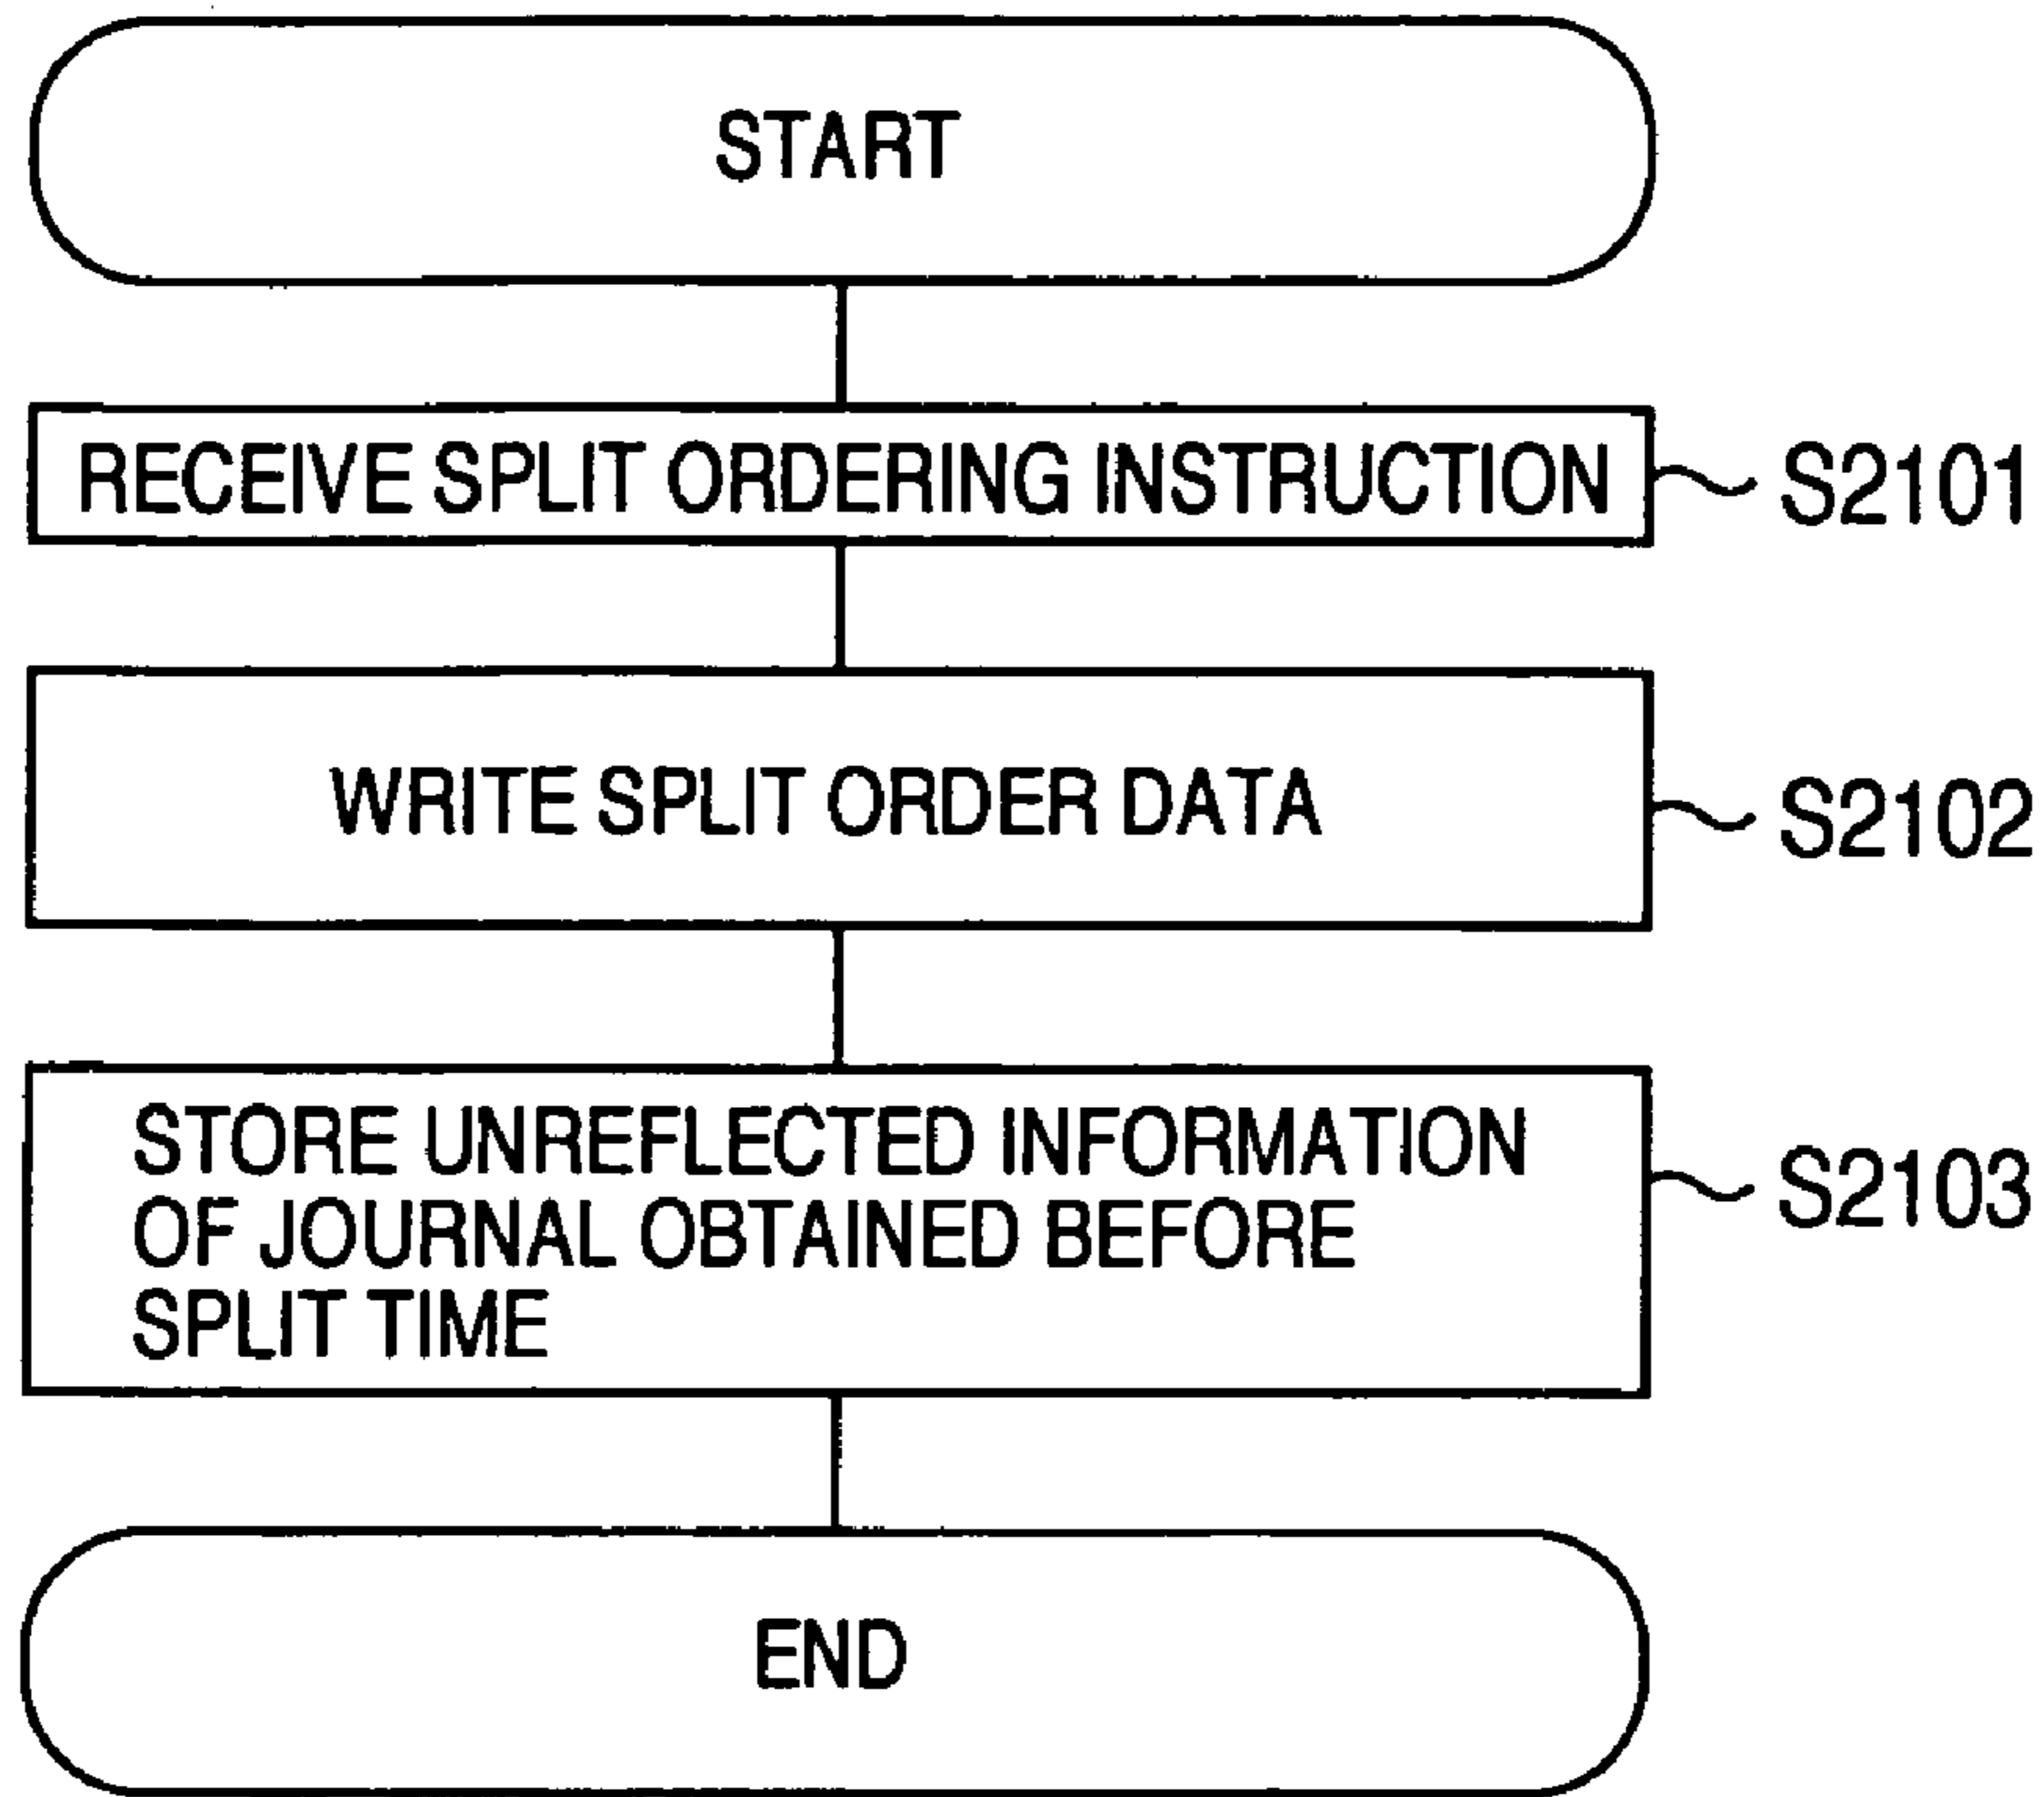 START
RECEIVE SPLIT ORDERING INSTRUCTION
S2101
WRITE SPLIT ORDER DATA
S2102
STORE UNREFLECTED INFORMATION
OF JOURNAL OBTAINED BEFORE
SPLIT TIME
S2103
END